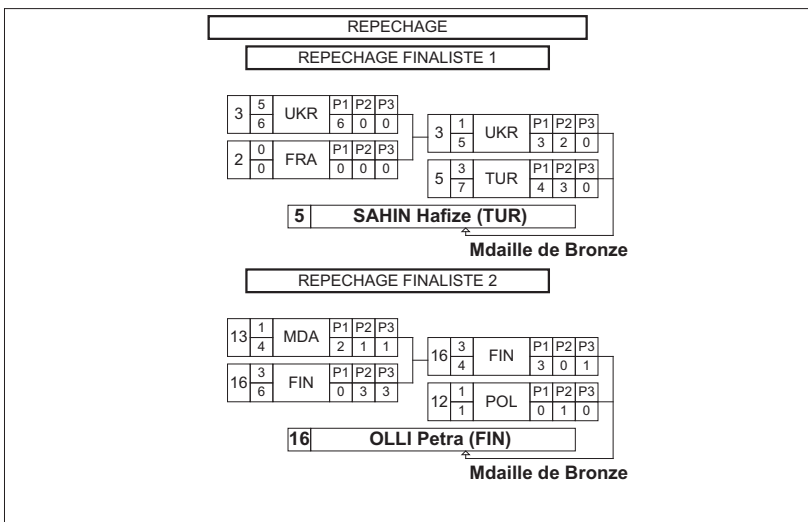 REPECHAGE
REPECHAGE FINALISTE 1
3 5 6 UKR P1 P2 P3 6 0 0
2 0 0 FRA P1 P2 P3 0 0 0
3 1 5 UKR P1 P2 P3 3 2 0
5 3 7 TUR P1 P2 P3 4 3 0
5 SAHIN Hafize (TUR)
Mdaille de Bronze
REPECHAGE FINALISTE 2
13 1 4 MDA P1 P2 P3 2 1 1
16 3 6 FIN P1 P2 P3 0 3 3
16 3 4 FIN P1 P2 P3 3 0 1
12 1 1 POL P1 P2 P3 0 1 0
16 OLLI Petra (FIN)
Mdaille de Bronze